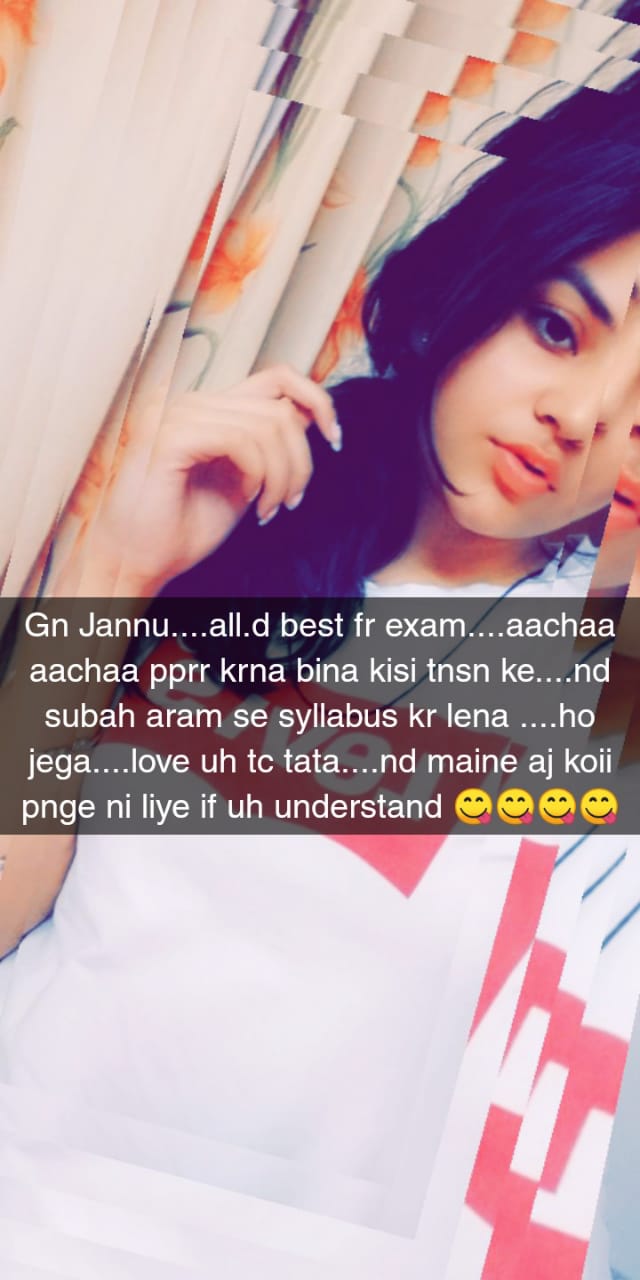 Gn Jannu....all.d best fr exam....aachaa
aachaa pprr krna bina kisi tnsn ke....nd
subah aram se syllabus kr lena ....ho
jega....love uh tc tata....nd maine aj koii
pnge ni liye if uh understand 😋😋😋😋